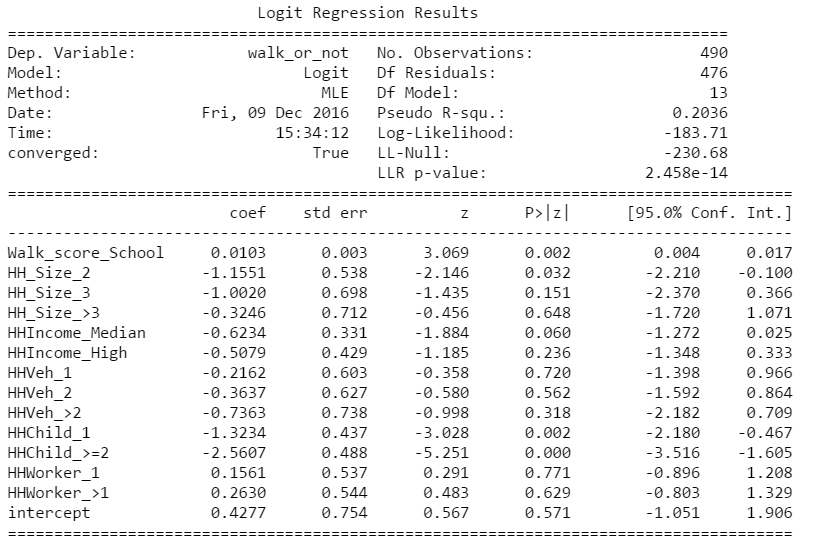 Logit Regression Results
==============================================================================
Dep. Variable: walk_or_not No. Observations: 490
Model: Logit Df Residuals: 476
Method: MLE Df Model: 13
Date: Fri, 09 Dec 2016 Pseudo R-squ.: 0.2036
Time: 15:34:12 Log-Likelihood: -183.71
converged: True LL-Null: -230.68
LLR p-value: 2.458e-14
=====================================================================================
coef std err z P>|z| [95.0% Conf. Int.]
-------------------------------------------------------------------------------------
Walk_score_School 0.0103 0.003 3.069 0.002 0.004 0.017
HH_Size_2 -1.1551 0.538 -2.146 0.032 -2.210 -0.100
HH_Size_3 -1.0020 0.698 -1.435 0.151 -2.370 0.366
HH_Size_>3 -0.3246 0.712 -0.456 0.648 -1.720 1.071
HHIncome_Median -0.6234 0.331 -1.884 0.060 -1.272 0.025
HHIncome_High -0.5079 0.429 -1.185 0.236 -1.348 0.333
HHVeh_1 -0.2162 0.603 -0.358 0.720 -1.398 0.966
HHVeh_2 -0.3637 0.627 -0.580 0.562 -1.592 0.864
HHVeh_>2 -0.7363 0.738 -0.998 0.318 -2.182 0.709
HHChild_1 -1.3234 0.437 -3.028 0.002 -2.180 -0.467
HHChild_>=2 -2.5607 0.488 -5.251 0.000 -3.516 -1.605
HHWorker_1 0.1561 0.537 0.291 0.771 -0.896 1.208
HHWorker_>1 0.2630 0.544 0.483 0.629 -0.803 1.329
intercept 0.4277 0.754 0.567 0.571 -1.051 1.906
=====================================================================================